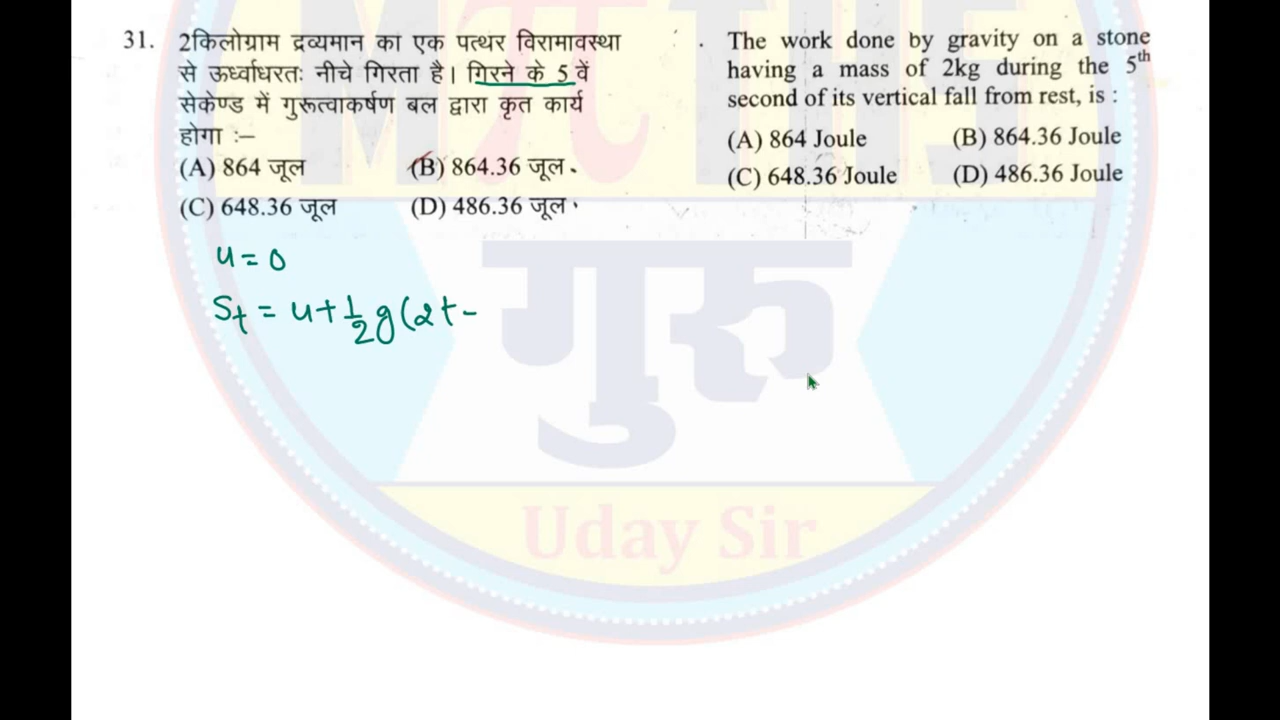 31. 2किलोग्राम द्रव्यमान का एक पत्थर विरामावस्था
से ऊर्ध्वाधरतः नीचे गिरता है। गिरने के 5 वें
सेकेण्ड में गुरूत्वाकर्षण बल द्वारा कृत कार्य
होगा :–
(A) 864 जूल (B) 864.36 जूल
(C) 648.36 जूल (D) 486.36 जूल
The work done by gravity on a stone
having a mass of 2kg during the 5th
second of its vertical fall from rest, is :
(A) 864 Joule (B) 864.36 Joule
(C) 648.36 Joule (D) 486.36 Joule
u = 0
St = u + 1/2 g (2t -
गुरु
Uday Sir